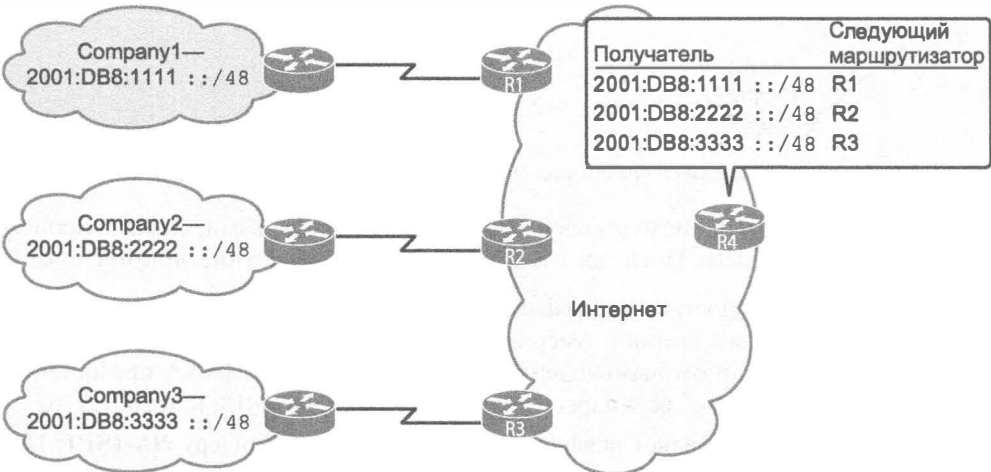 Company1—
2001:DB8:1111 ::/48
R1
Получатель
Следующий
маршрутизатор
2001:DB8:1111 ::/48 R1
2001:DB8:2222 ::/48 R2
2001:DB8:3333 ::/48 R3
Company2—
2001:DB8:2222 ::/48
R2
R4
Интернет
Company3—
2001:DB8:3333 ::/48
R3